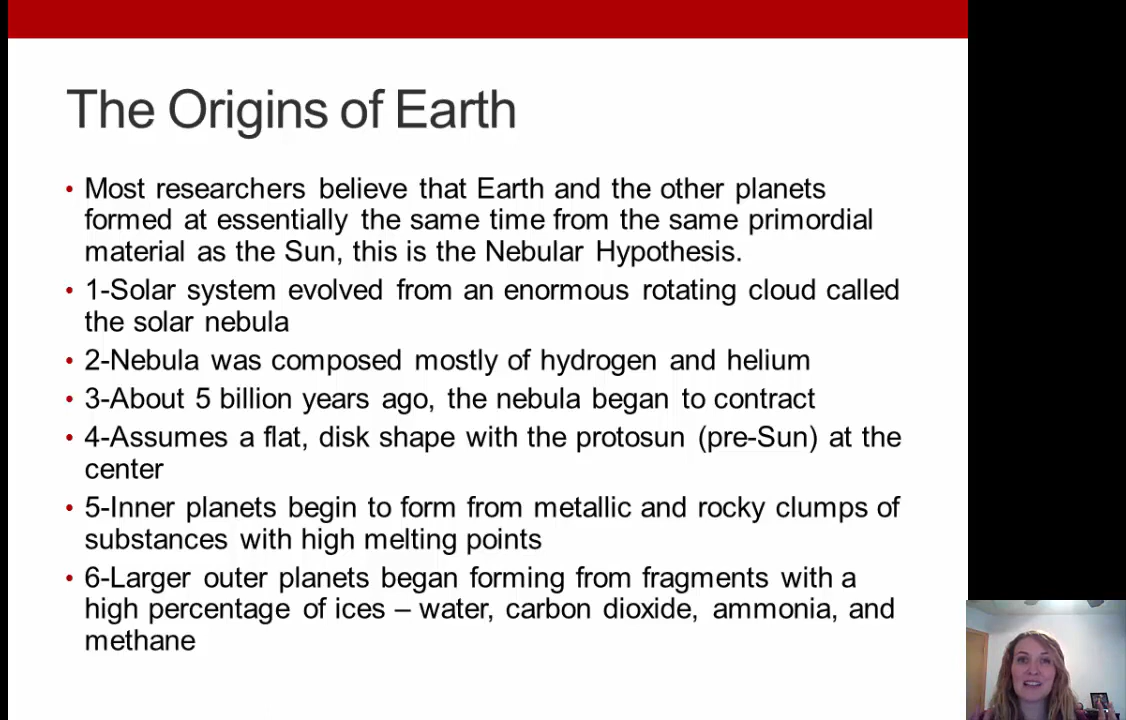 The Origins of Earth
• Most researchers believe that Earth and the other planets
formed at essentially the same time from the same primordial
material as the Sun, this is the Nebular Hypothesis.
• 1-Solar system evolved from an enormous rotating cloud called
the solar nebula
• 2-Nebula was composed mostly of hydrogen and helium
• 3-About 5 billion years ago, the nebula began to contract
• 4-Assumes a flat, disk shape with the protosun (pre-Sun) at the
center
• 5-Inner planets begin to form from metallic and rocky clumps of
substances with high melting points
• 6-Larger outer planets began forming from fragments with a
high percentage of ices – water, carbon dioxide, ammonia, and
methane